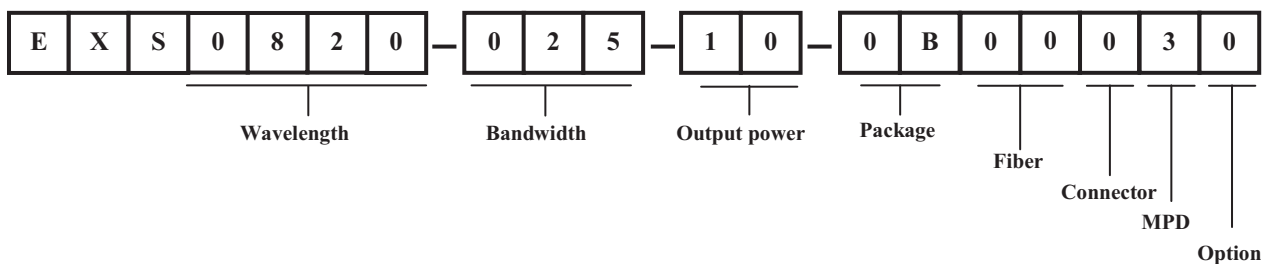 E X S 0 8 2 0 – 0 2 5 – 1 0 – 0 B 0 0 0 3 0
Wavelength Bandwidth Output power Package
Fiber
Connector
MPD
Option